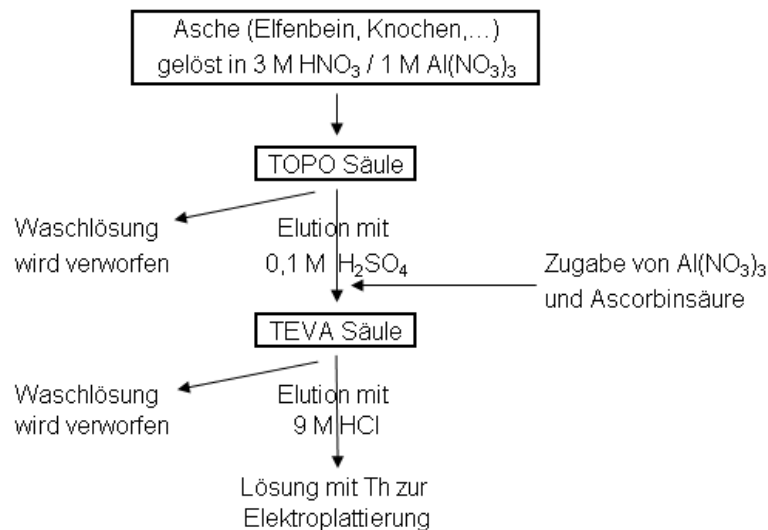 Asche (Elfenbein, Knochen,…)
gelöst in 3 M HNO₃ / 1 M Al(NO₃)₃
TOPO Säule
Waschlösung
wird verworfen
Elution mit
0,1 M H₂SO₄
Zugabe von Al(NO₃)₃
und Ascorbinsäure
TEVA Säule
Waschlösung
wird verworfen
Elution mit
9 M HCl
Lösung mit Th zur
Elektroplattierung